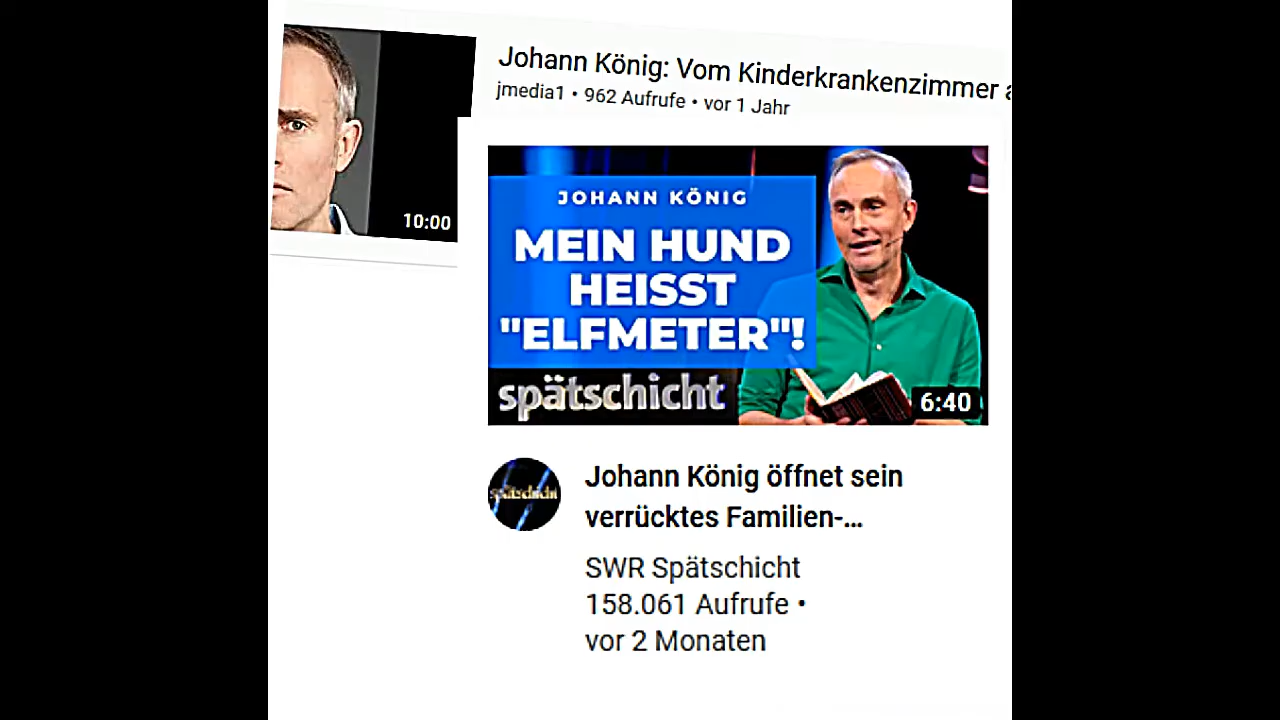 Johann König: Vom Kinderkrankenzimmer
jmedia1 • 962 Aufrufe • vor 1 Jahr
10:00
JOHANN KÖNIG
MEIN HUND
HEISST
"ELFMETER"!
spätschicht
6:40
spätschicht
Johann König öffnet sein
verrücktes Familien-...
SWR Spätschicht
158.061 Aufrufe •
vor 2 Monaten